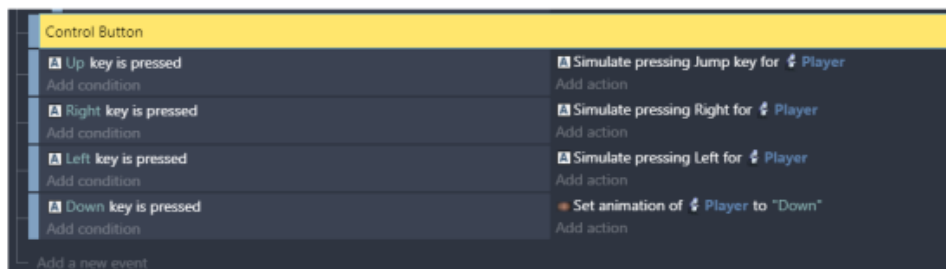 Control Button
Up key is pressed
Simulate pressing Jump key for Player
Add condition
Add action
Right key is pressed
Simulate pressing Right for Player
Add condition
Add action
Left key is pressed
Simulate pressing Left for Player
Add condition
Add action
Down key is pressed
Set animation of Player to "Down"
Add condition
Add action
Add a new event